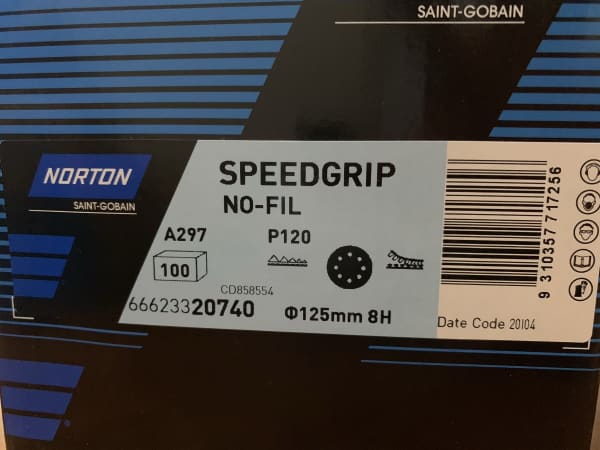 SAINT-GOBAIN
NORTON
SAINT-GOBAIN
SPEEDGRIP
NO-FIL
A297 P120
100
CD858554
66623320740 Φ125mm 8H
9 310357 717256
Date Code 20104